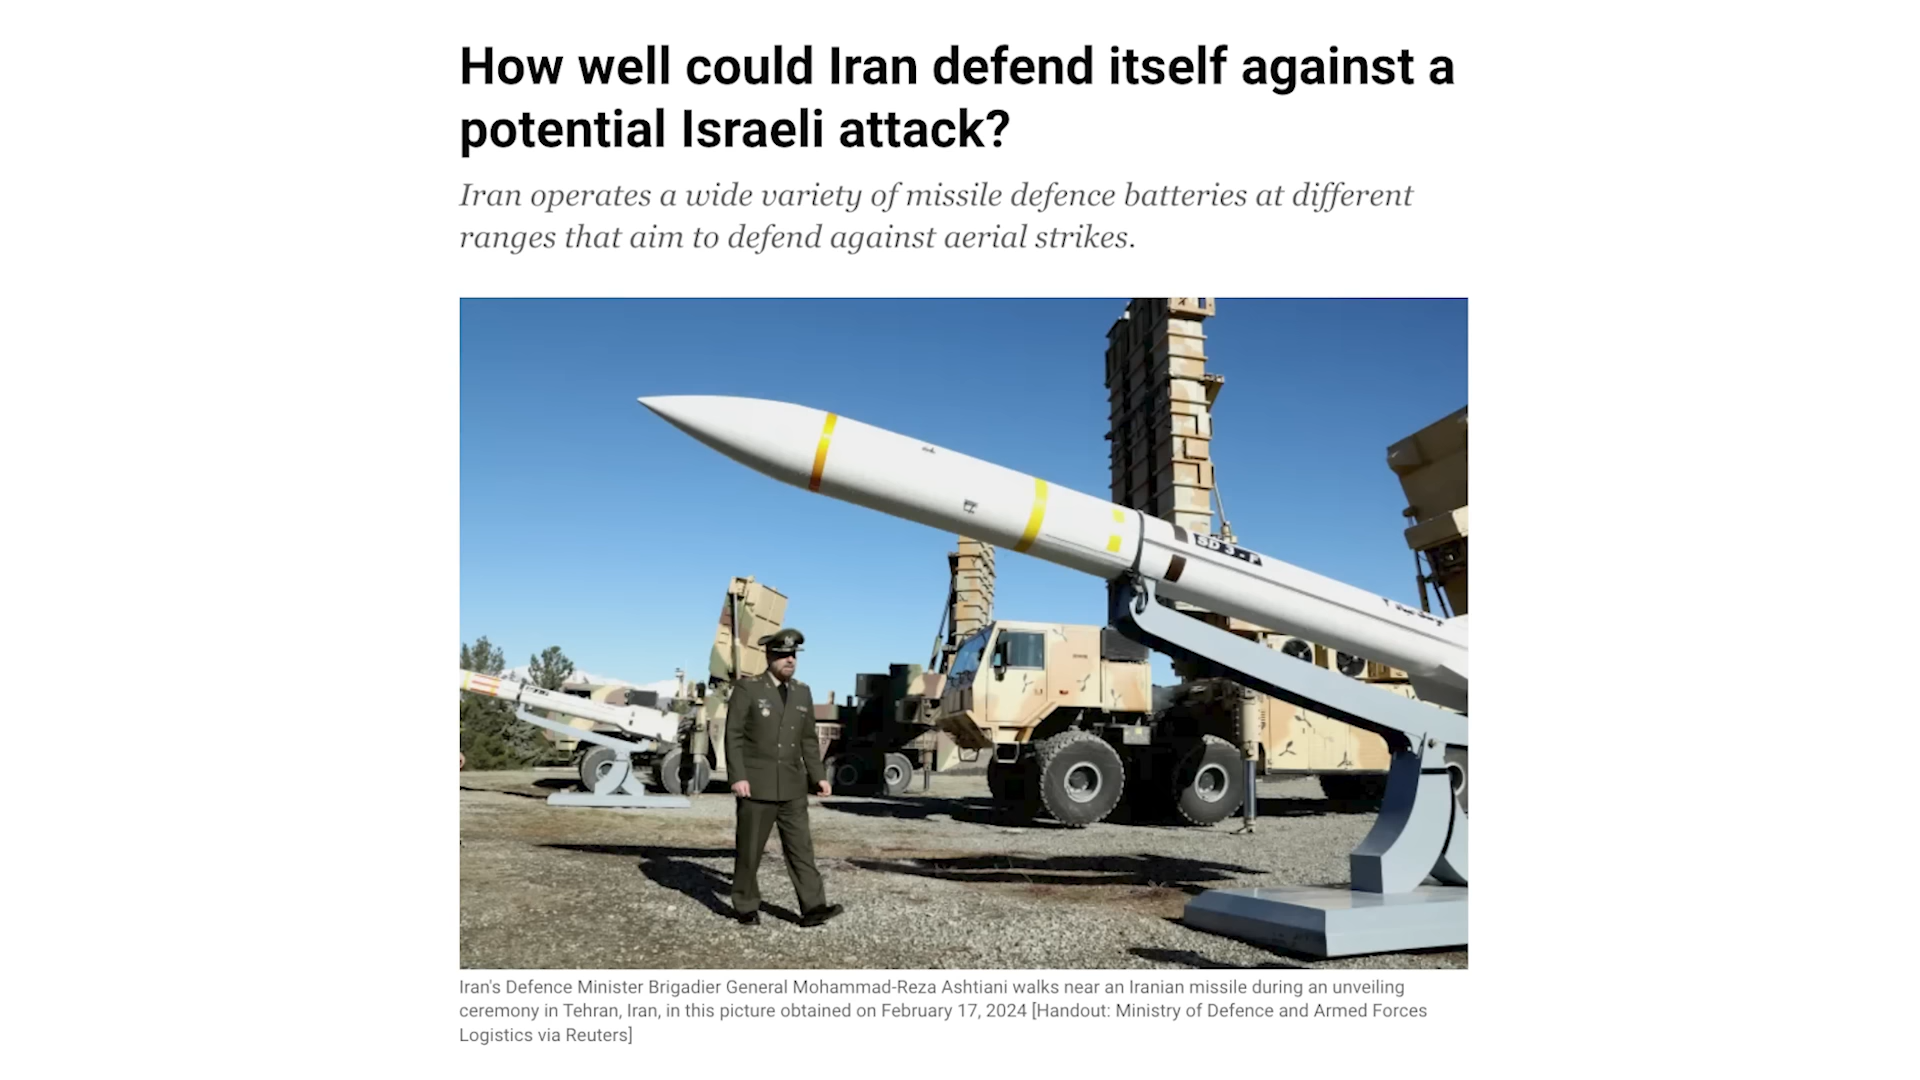 How well could Iran defend itself against a
potential Israeli attack?
Iran operates a wide variety of missile defence batteries at different
ranges that aim to defend against aerial strikes.
SD 3 - F
Iran's Defence Minister Brigadier General Mohammad-Reza Ashtiani walks near an Iranian missile during an unveiling
ceremony in Tehran, Iran, in this picture obtained on February 17, 2024 [Handout: Ministry of Defence and Armed Forces
Logistics via Reuters]